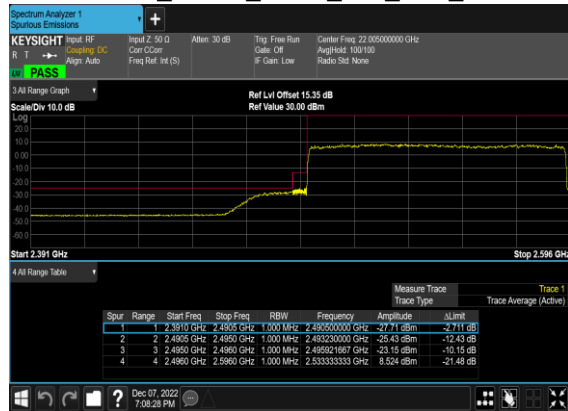 Spectrum Analyzer 1
Spurious Emissions
KEYSIGHT Input: RF Input Z: 50 Ω Atten: 30 dB Trig: Free Run Center Freq: 22.005000000 GHz
R T Coupling: DC Corr CCorr Gate: Off Avg|Hold: 100/100
Align: Auto Freq Ref: Int (S) IF Gain: Low Radio Std: None
PASS
3 All Range Graph
Ref Lvl Offset 15.35 dB
Scale/Div 10.0 dB Ref Value 30.00 dBm
Log
20.0
10.0
0.00
-10.0
-20.0
-30.0
-40.0
-50.0
-60.0
Start 2.391 GHz Stop 2.596 GHz
4 All Range Table
Measure Trace Trace 1
Trace Type Trace Average (Active)
Spur Range Start Freq Stop Freq RBW Frequency Amplitude ΔLimit
1 1 2.3910 GHz 2.4905 GHz 1.000 MHz 2.490500000 GHz -27.71 dBm -2.711 dB
2 2 2.4905 GHz 2.4950 GHz 1.000 MHz 2.493230000 GHz -25.43 dBm -12.43 dB
3 3 2.4950 GHz 2.4960 GHz 1.000 MHz 2.495921667 GHz -23.15 dBm -10.15 dB
4 4 2.4960 GHz 2.5960 GHz 1.000 MHz 2.533333333 GHz 8.524 dBm -21.48 dB
Dec 07, 2022
7:08:28 PM